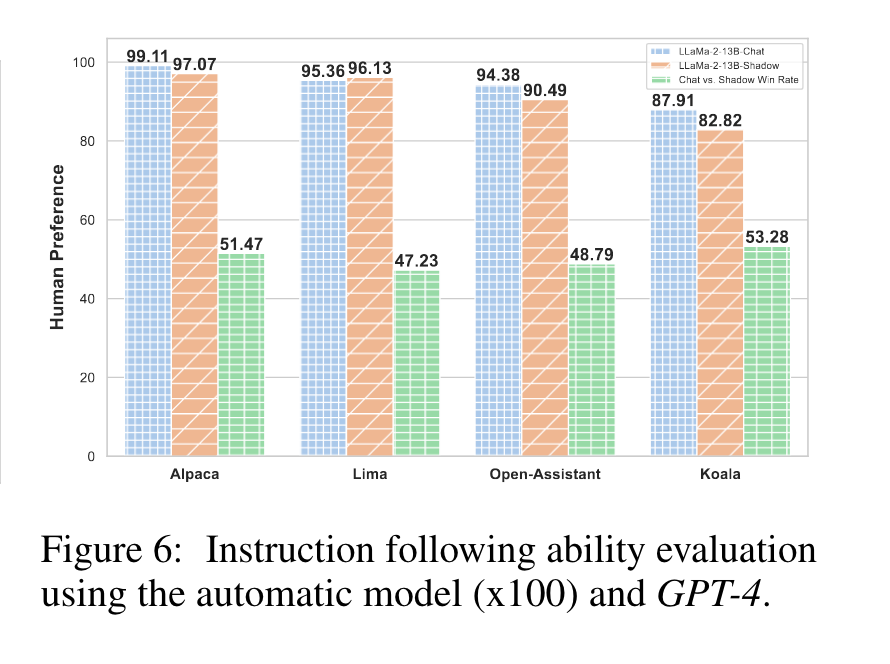 LLaMa-2-13B-Chat
LLaMa-2-13B-Shadow
Chat vs. Shadow Win Rate
Human Preference
100
80
60
40
20
0
99.11
97.07
51.47
95.36
96.13
47.23
94.38
90.49
48.79
87.91
82.82
53.28
Alpaca
Lima
Open-Assistant
Koala
Figure 6: Instruction following ability evaluation
using the automatic model (x100) and GPT-4.